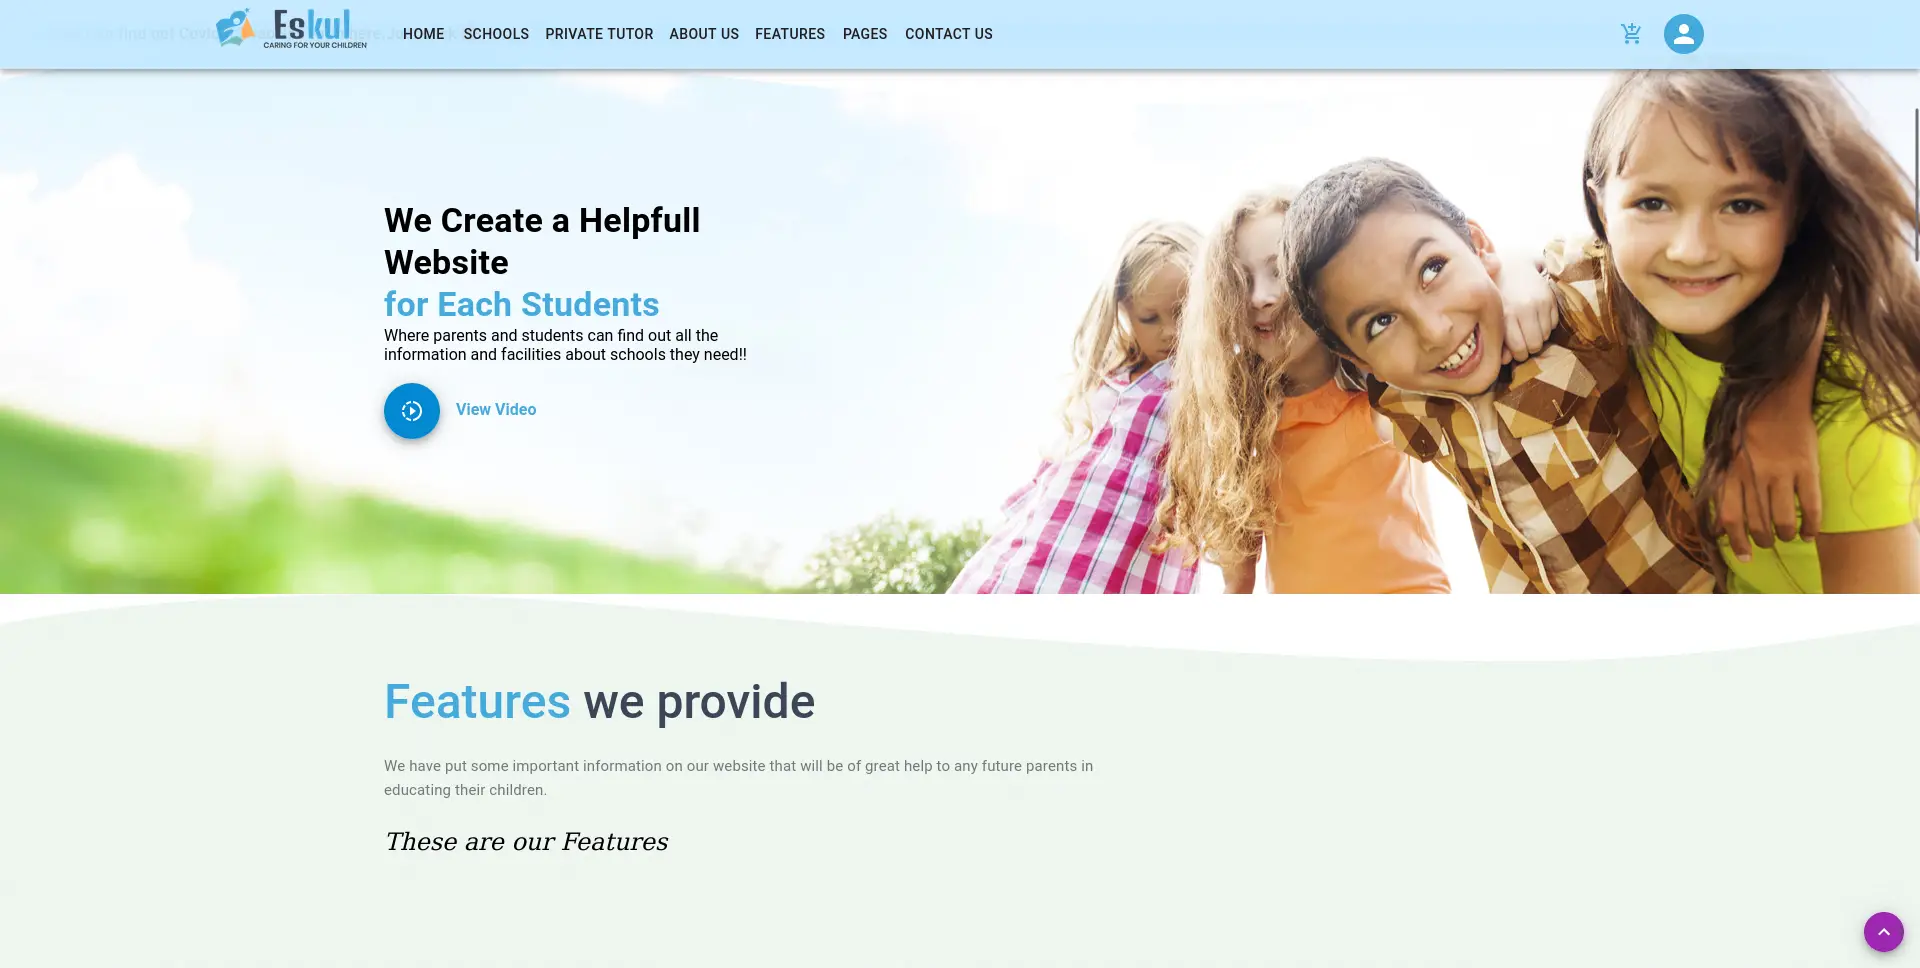 Eskul
CARING FOR YOUR CHILDREN
HOME SCHOOLS PRIVATE TUTOR ABOUT US FEATURES PAGES CONTACT US
We Create a Helpfull
Website
for Each Students
Where parents and students can find out all the
information and facilities about schools they need!!
View Video
Features we provide
We have put some important information on our website that will be of great help to any future parents in
educating their children.
These are our Features